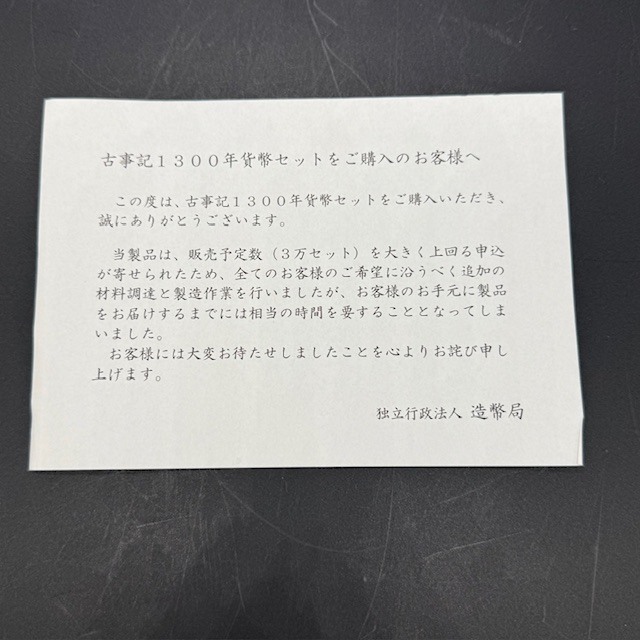 古事記１３００年貨幣セットをご購入のお客様へ
この度は、古事記１３００年貨幣セットをご購入いただき、
誠にありがとうございます。
当製品は、販売予定数（３万セット）を大きく上回る申込
が寄せられたため、全てのお客様のご希望に沿うべく追加の
材料調達と製造作業を行いましたが、お客様のお手元に製品
をお届けするまでには相当の時間を要することとなってしま
いました。
お客様には大変お待たせしましたことを心よりお詫び申し
上げます。
独立行政法人 造幣局